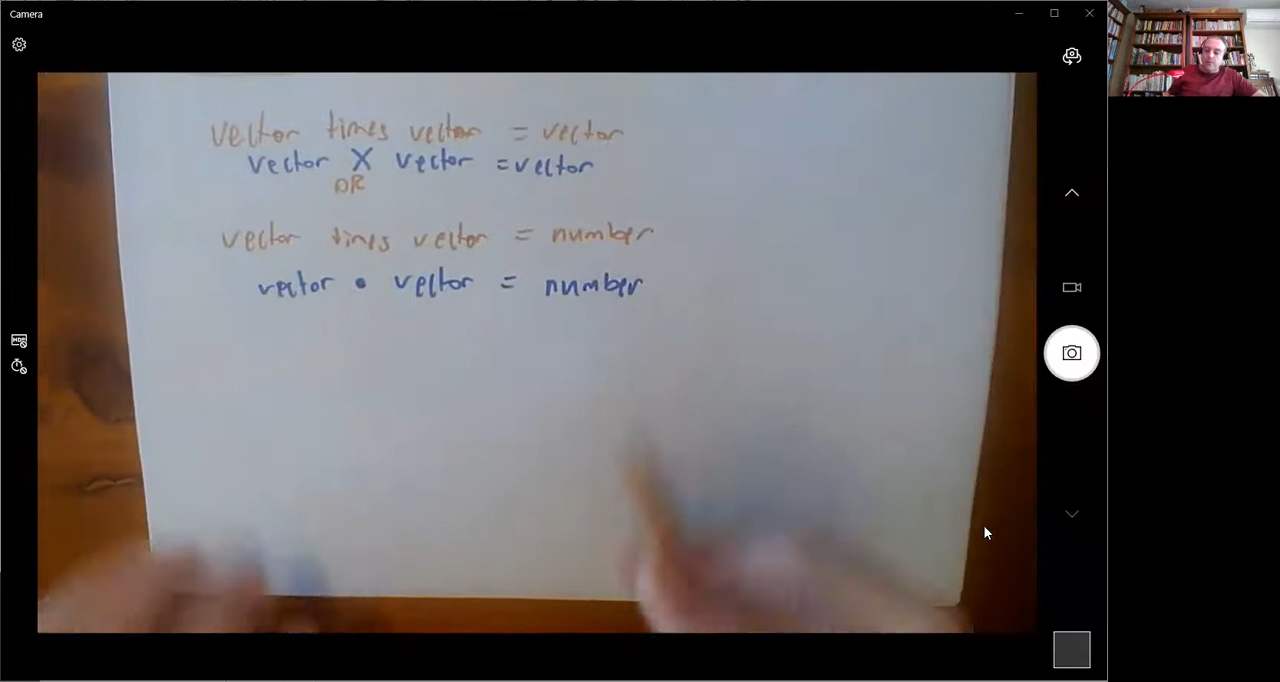 Camera
vector times vector = vector
vector X vector = vector
OR
vector times vector = number
vector • vector = number